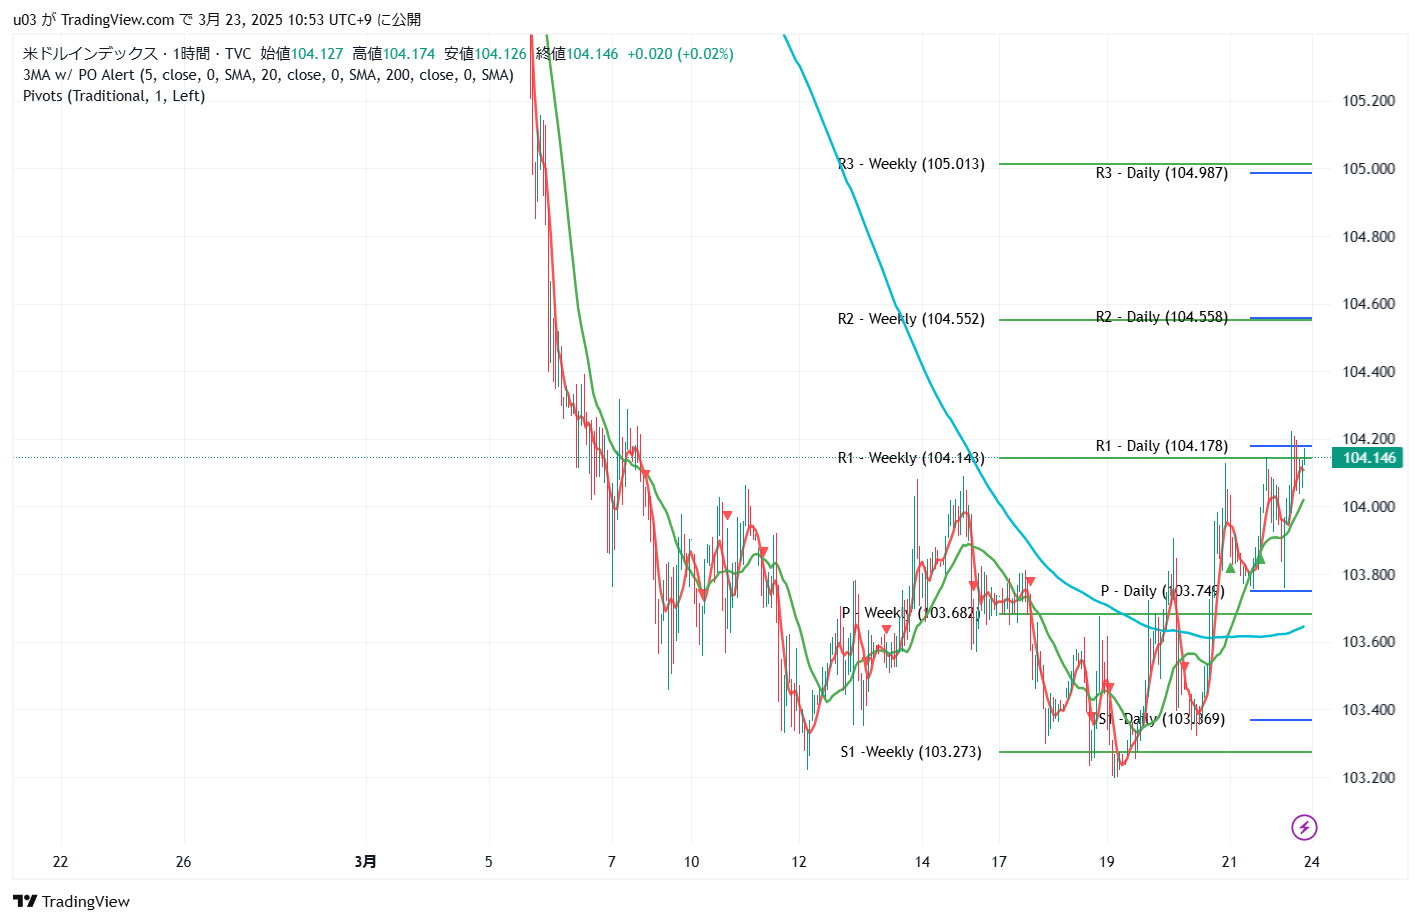 u03 が TradingView.com で 3月 23, 2025 10:53 UTC+9 に公開
米ドルインデックス · 1時間 · TVC 始値104.127 高値104.174 安値104.126 終値104.146 +0.020 (+0.02%)
3MA w/ PO Alert (5, close, 0, SMA, 20, close, 0, SMA, 200, close, 0, SMA)
Pivots (Traditional, 1, Left)
105.200
R3 - Weekly (105.013)
105.000
R3 - Daily (104.987)
104.800
104.600
R2 - Weekly (104.552)
R2 - Daily (104.558)
104.400
104.200
R1 - Daily (104.178)
R1 - Weekly (104.143)
104.146
104.000
103.800
P - Daily (103.749)
P - Weekly (103.682)
103.600
103.400
S1 -Daily (103.369)
S1 -Weekly (103.273)
103.200
22 26 3月 5 7 10 12 14 17 19 21 24
TradingView